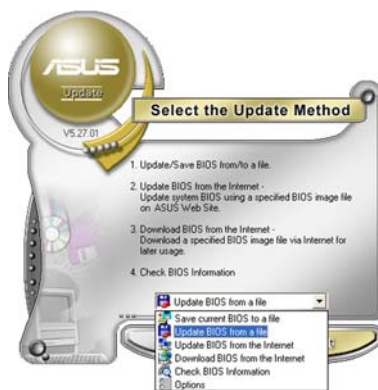 ASUS
Update
V5.27.01
Select the Update Method
1. Update/Save BIOS from/to a file.
2. Update BIOS from the Internet -
Update system BIOS using a specified BIOS image file
on ASUS Web Site.
3. Download BIOS from the Internet -
Download a specified BIOS image file via Internet for
later usage.
4. Check BIOS Information
Update BIOS from a file
Save current BIOS to a file
Update BIOS from a file
Update BIOS from the Internet
Download BIOS from the Internet
Check BIOS Information
Options